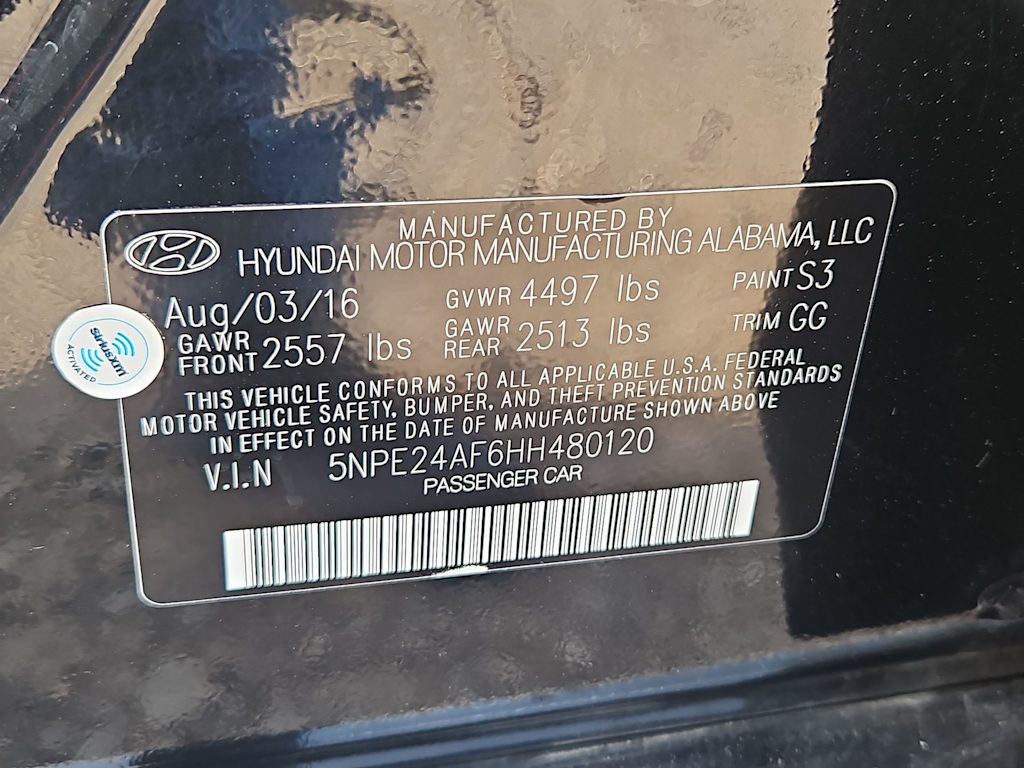 MANUFACTURED BY
HYUNDAI MOTOR MANUFACTURING ALABAMA, LLC
Aug/03/16 GVWR 4497 lbs PAINT S3
GAWR FRONT 2557 lbs GAWR REAR 2513 lbs TRIM GG
THIS VEHICLE CONFORMS TO ALL APPLICABLE U.S.A. FEDERAL
MOTOR VEHICLE SAFETY, BUMPER, AND THEFT PREVENTION STANDARDS
IN EFFECT ON THE DATE OF MANUFACTURE SHOWN ABOVE
V.I.N 5NPE24AF6HH480120
PASSENGER CAR
SiriusXM
ACTIVATED